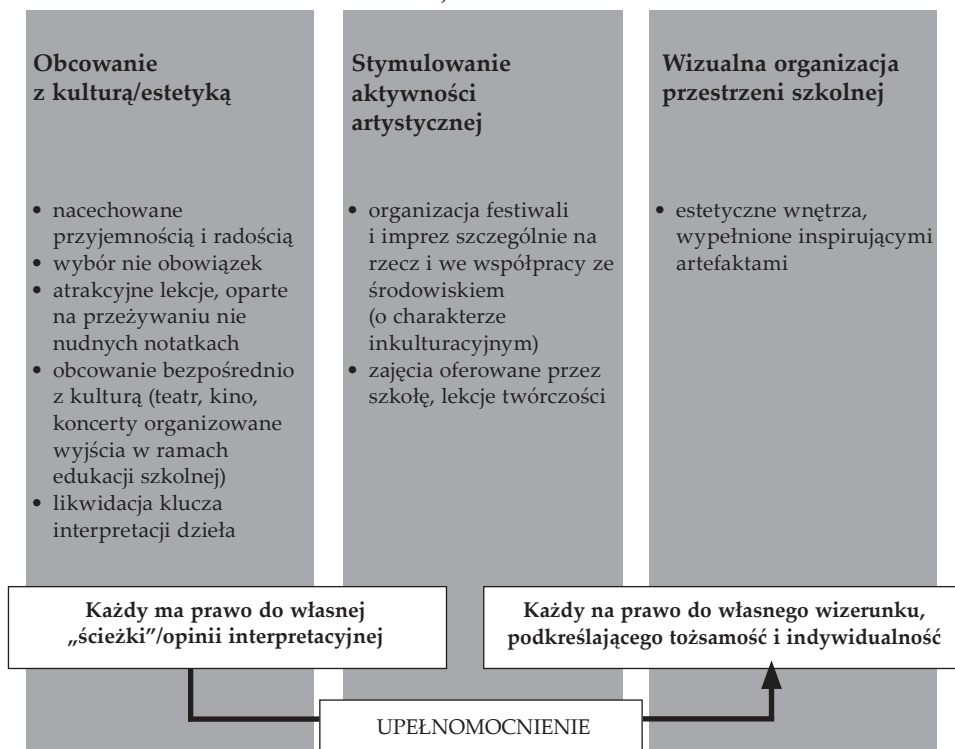 Obcowanie
z kulturą/estetyką
• nacechowane
przyjemnością i radością
• wybór nie obowiązek
• atrakcyjne lekcje, oparte
na przeżywaniu nie
nudnych notatkach
• obcowanie bezpośrednio
z kulturą (teatr, kino,
koncerty organizowane
wyjścia w ramach
edukacji szkolnej)
• likwidacja klucza
interpretacji dzieła
Stymulowanie
aktywności
artystycznej
• organizacja festiwali
i imprez szczególnie na
rzecz i we współpracy ze
środowiskiem
(o charakterze
inkulturacyjnym)
• zajęcia oferowane przez
szkołę, lekcje twórczości
Wizualna organizacja
przestrzeni szkolnej
• estetyczne wnętrza,
wypełnione inspirującymi
artefaktami
Każdy ma prawo do własnej
„ścieżki”/opinii interpretacyjnej
Każdy na prawo do własnego wizerunku,
podkreślającego tożsamość i indywidualność
UPEŁNOMOCNIENIE